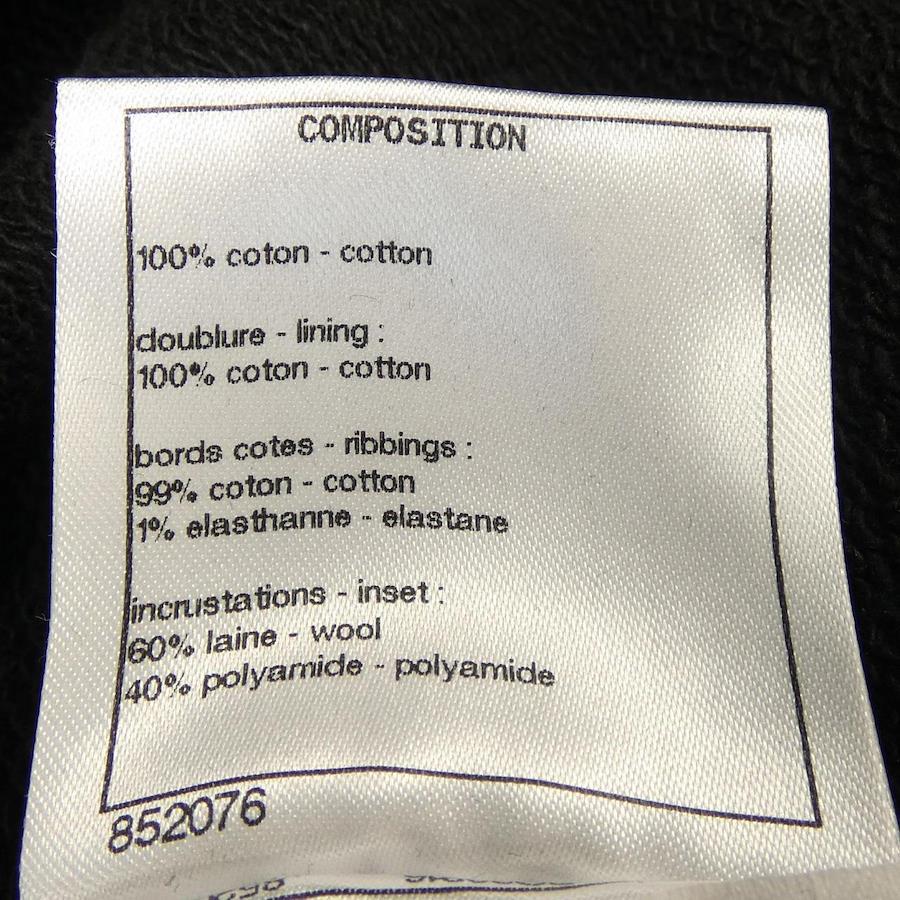 COMPOSITION
100% coton - cotton
doublure - lining :
100% coton - cotton
bords cotes - ribbings :
99% coton - cotton
1% elasthanne - elastane
incrustations - inset :
60% laine - wool
40% polyamide - polyamide
852076